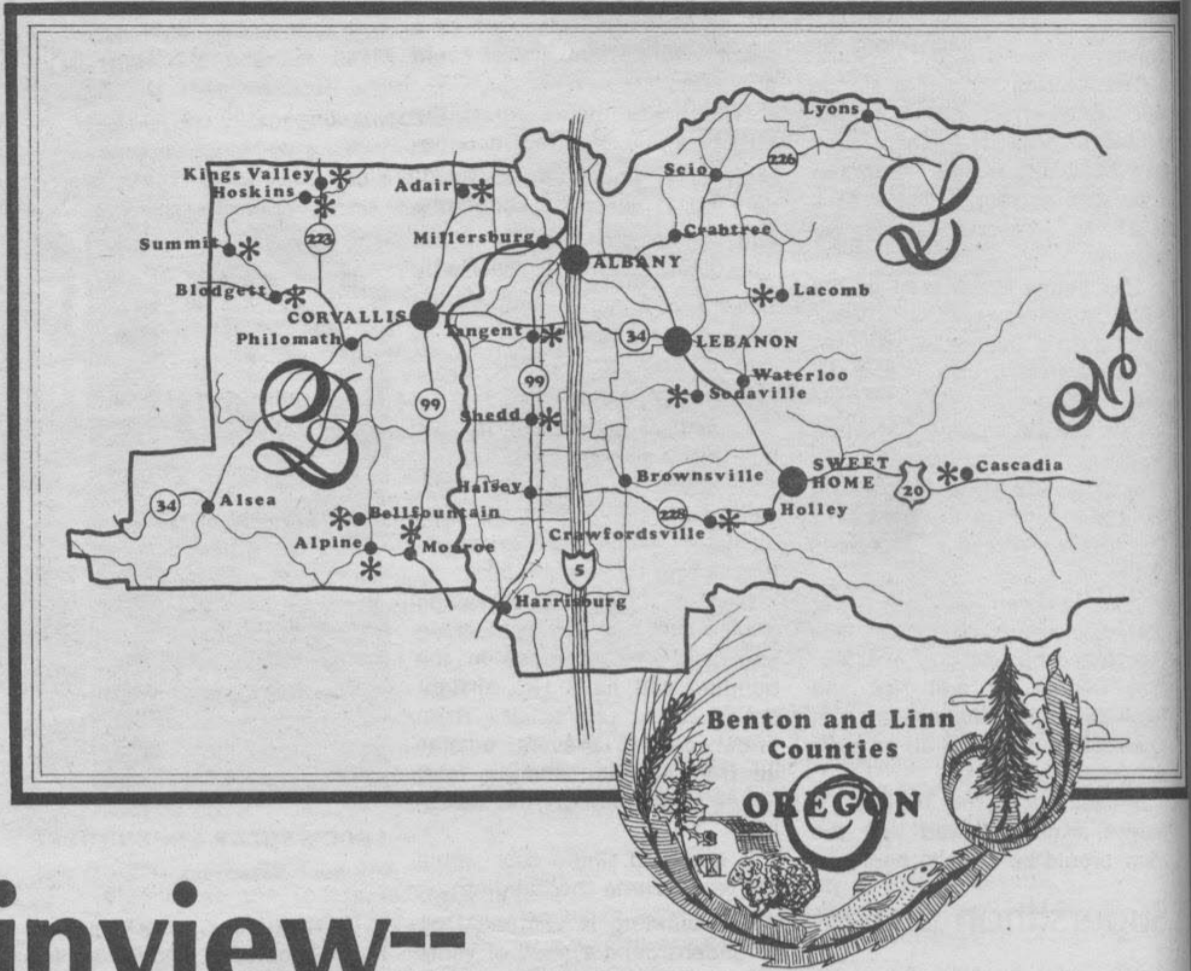 Lyons
Kings Valley
Hoskins
Adair
Scio
226
Summit
223
Millersburg
Crabtree
L
ALBANY
Blodgett
Lacomb
CORVALLIS
Tangent
34
LEBANON
Philomath
Waterloo
99
99
Sodaville
N
B
Shedd
SWEET
HOME
Cascadia
Brownsville
20
Halsey
34
Alsea
Bellfountain
228
Holley
Crawfordsville
Alpine
Monroe
5
Harrisburg
Benton and Linn
Counties
OREGON
inview--